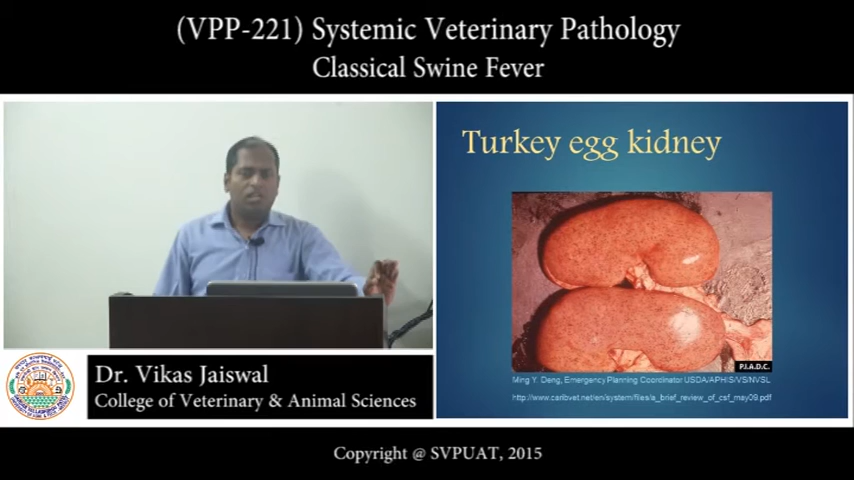 (VPP-221) Systemic Veterinary Pathology
Classical Swine Fever
Turkey egg kidney
P.I.A.D.C.
Ming Y. Deng, Emergency Planning Coordinator USDA/APHIS/VS/NVSL
http://www.caribvet.net/en/system/files/a_brief_review_of_csf_may09.pdf
Dr. Vikas Jaiswal
College of Veterinary & Animal Sciences
Copyright @ SVPUAT, 2015